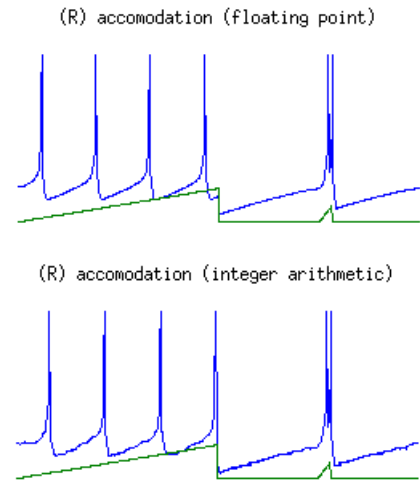 (R) accomodation (floating point)
(R) accomodation (integer arithmetic)